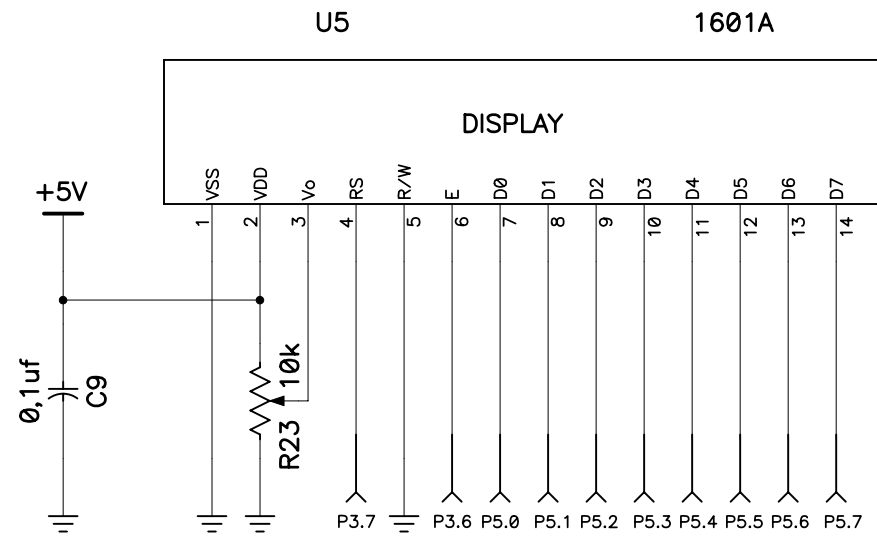 U5 1601A
DISPLAY
+5V
VSS VDD Vo RS R/W E D0 D1 D2 D3 D4 D5 D6 D7
1 2 3 4 5 6 7 8 9 10 11 12 13 14
0,1uf C9
10k
R23
P3.7 P3.6 P5.0 P5.1 P5.2 P5.3 P5.4 P5.5 P5.6 P5.7